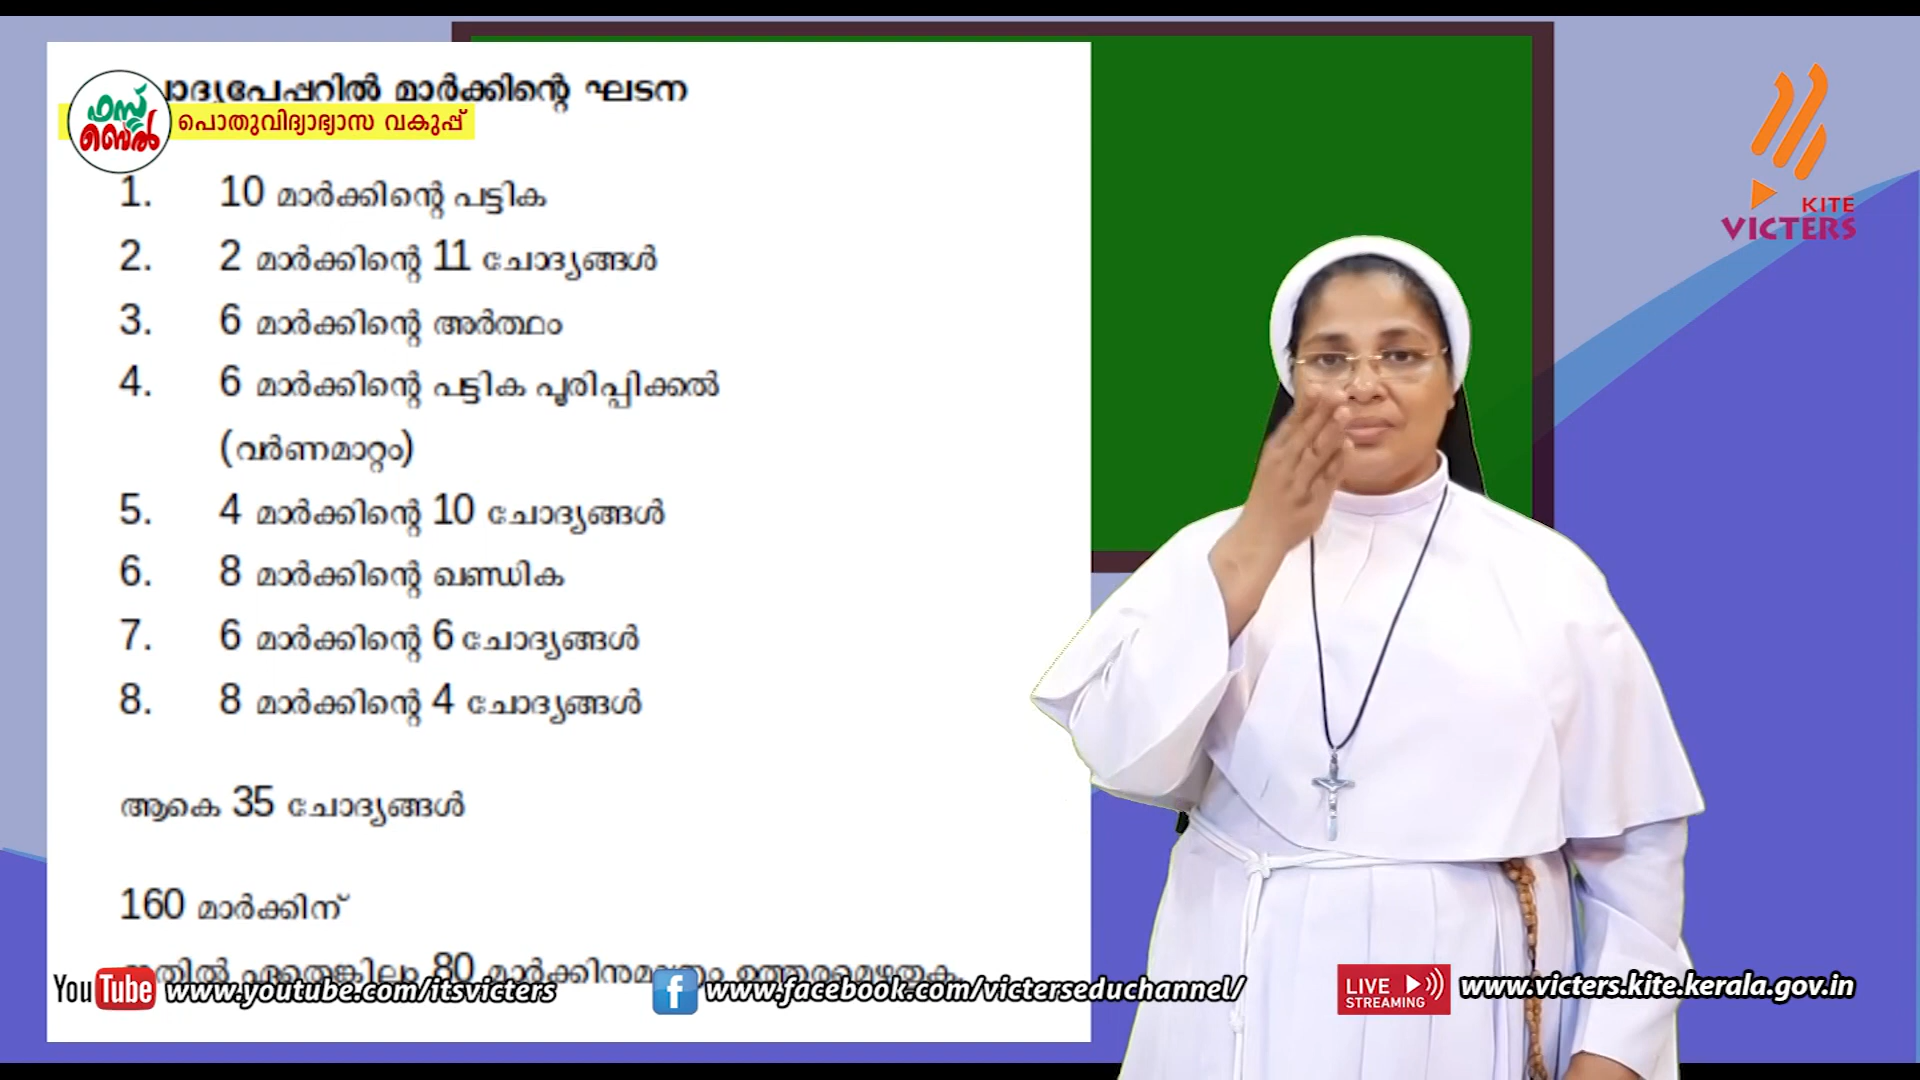 മാർക്കിന്റെ ഘടന
ഫസ്റ്റ്
ബെൽ
പൊതുവിദ്യാഭ്യാസ വകുപ്പ്
1. 10 മാർക്കിന്റെ പട്ടിക
2. 2 മാർക്കിന്റെ 11 ചോദ്യങ്ങൾ
3. 6 മാർക്കിന്റെ അർത്ഥം
4. 6 മാർക്കിന്റെ പട്ടിക പൂരിപ്പിക്കൽ
(വർണമാറ്റം)
5. 4 മാർക്കിന്റെ 10 ചോദ്യങ്ങൾ
6. 8 മാർക്കിന്റെ ഖണ്ഡിക
7. 6 മാർക്കിന്റെ 6 ചോദ്യങ്ങൾ
8. 8 മാർക്കിന്റെ 4 ചോദ്യങ്ങൾ
ആകെ 35 ചോദ്യങ്ങൾ
160 മാർക്കിന്
80
KITE
VICTERS
You Tube www.youtube.com/itsvicters
f www.facebook.com/victerseduchannel/
LIVE
STREAMING
www.victers.kite.kerala.gov.in